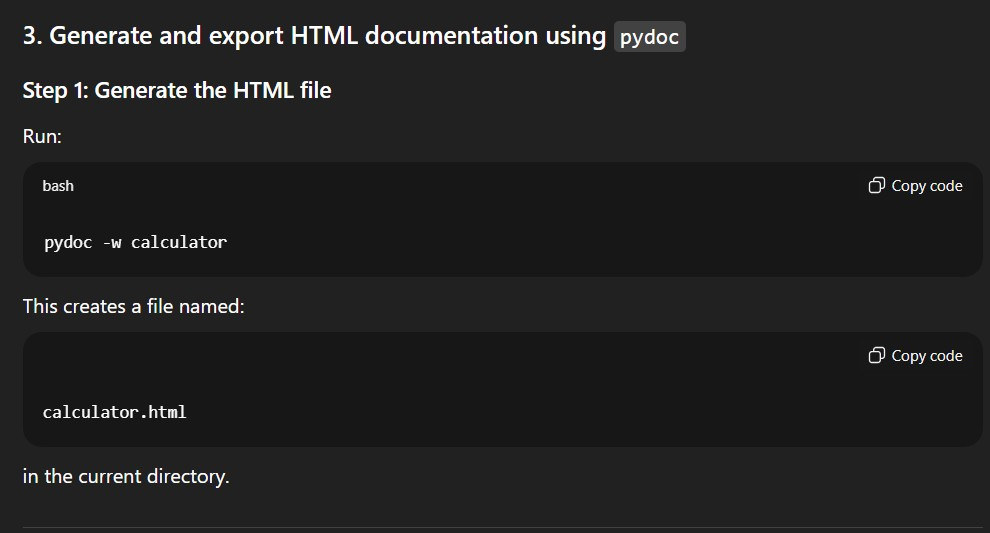 3. Generate and export HTML documentation using pydoc
Step 1: Generate the HTML file
Run:
bash Copy code
pydoc -w calculator
This creates a file named:
Copy code
calculator.html
in the current directory.